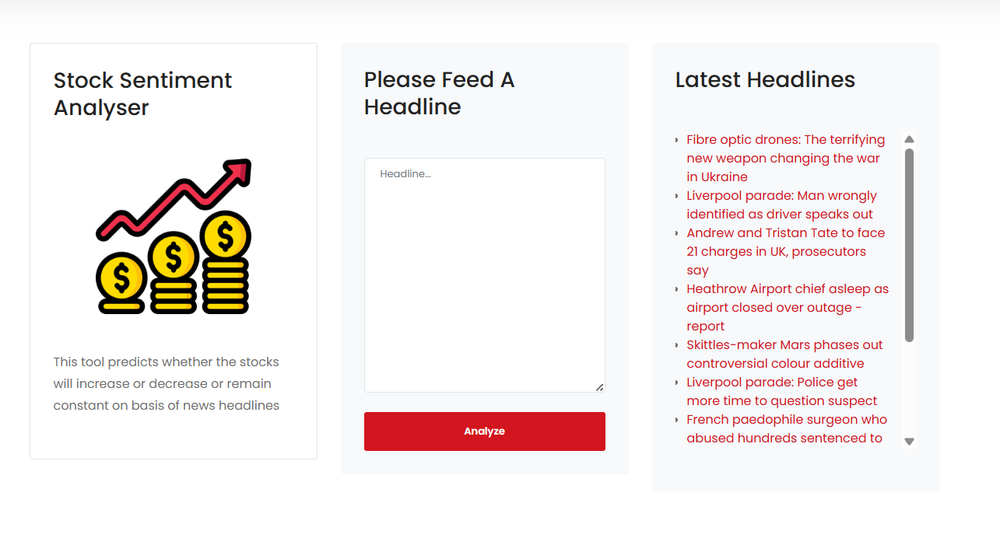 Stock Sentiment
Analyser
$
$
$
This tool predicts whether the stocks
will increase or decrease or remain
constant on basis of news headlines
Please Feed A
Headline
Headline...
Analyze
Latest Headlines
Fibre optic drones: The terrifying
new weapon changing the war
in Ukraine
Liverpool parade: Man wrongly
identified as driver speaks out
Andrew and Tristan Tate to face
21 charges in UK, prosecutors
say
Heathrow Airport chief asleep as
airport closed over outage -
report
Skittles-maker Mars phases out
controversial colour additive
Liverpool parade: Police get
more time to question suspect
French paedophile surgeon who
abused hundreds sentenced to